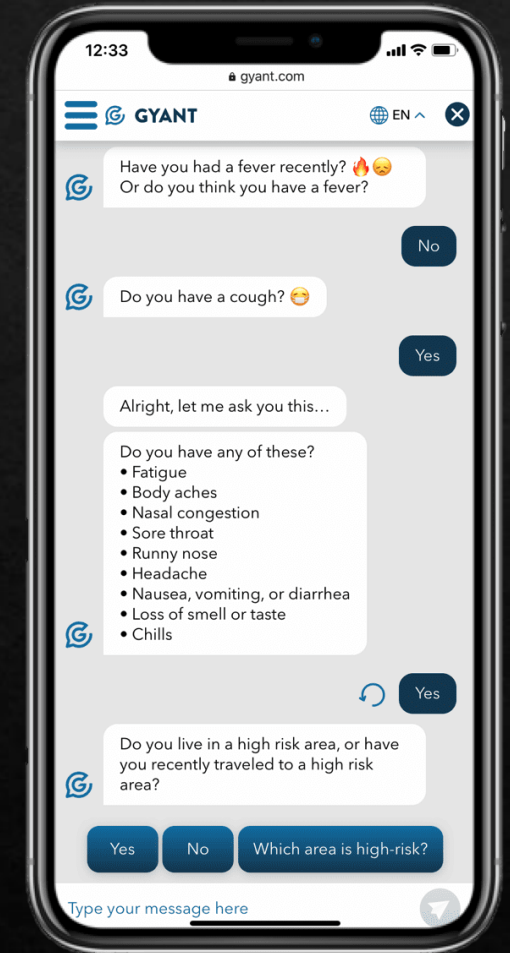 12:33
gyant.com
GYANT
EN
Have you had a fever recently? 🔥😞
Or do you think you have a fever?
No
Do you have a cough? 😷
Yes
Alright, let me ask you this...
Do you have any of these?
• Fatigue
• Body aches
• Nasal congestion
• Sore throat
• Runny nose
• Headache
• Nausea, vomiting, or diarrhea
• Loss of smell or taste
• Chills
Yes
Do you live in a high risk area, or have
you recently traveled to a high risk
area?
Yes
No
Which area is high-risk?
Type your message here